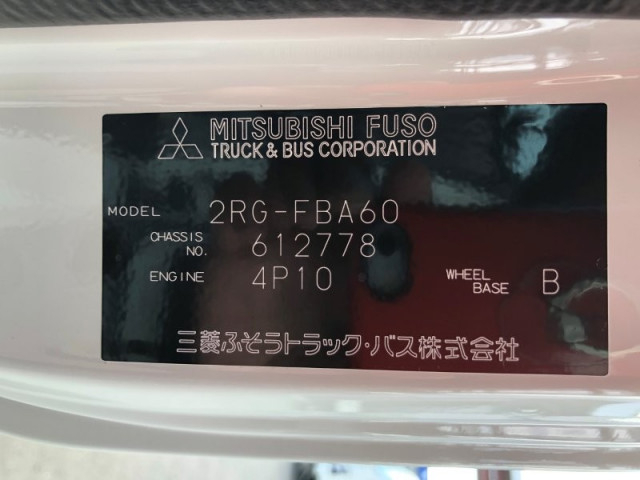 MITSUBISHI FUSO
TRUCK & BUS CORPORATION
MODEL 2RG-FBA60
CHASSIS NO. 612778
ENGINE 4P10 WHEEL BASE B
三菱ふそうトラック・バス株式会社